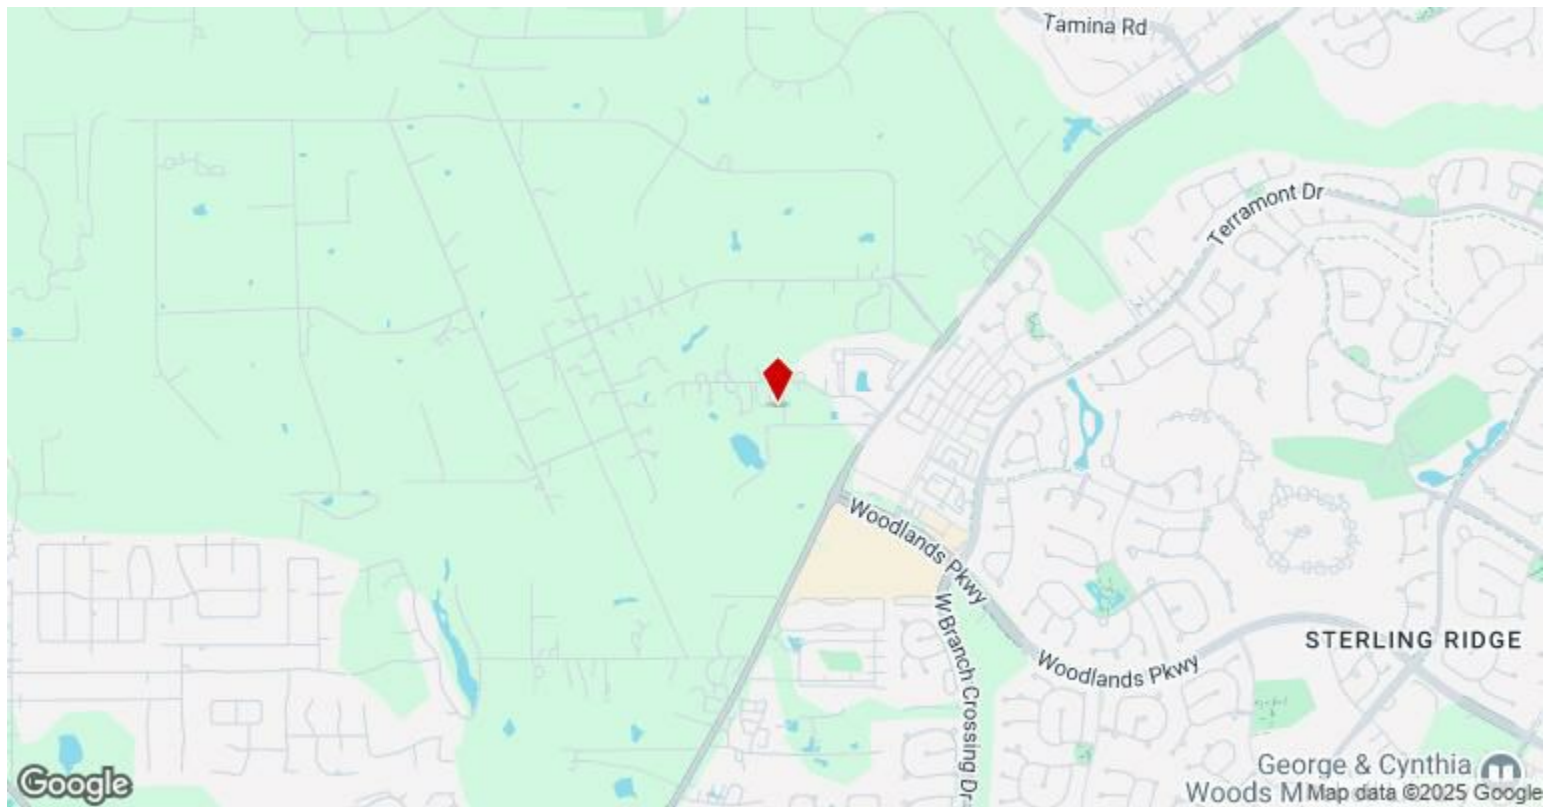 Tamina Rd
Terramont Dr
Woodlands Pkwy
W Branch Crossing Dr
Woodlands Pkwy
STERLING RIDGE
George & Cynthia
Woods M
Map data ©2025 Google
Google